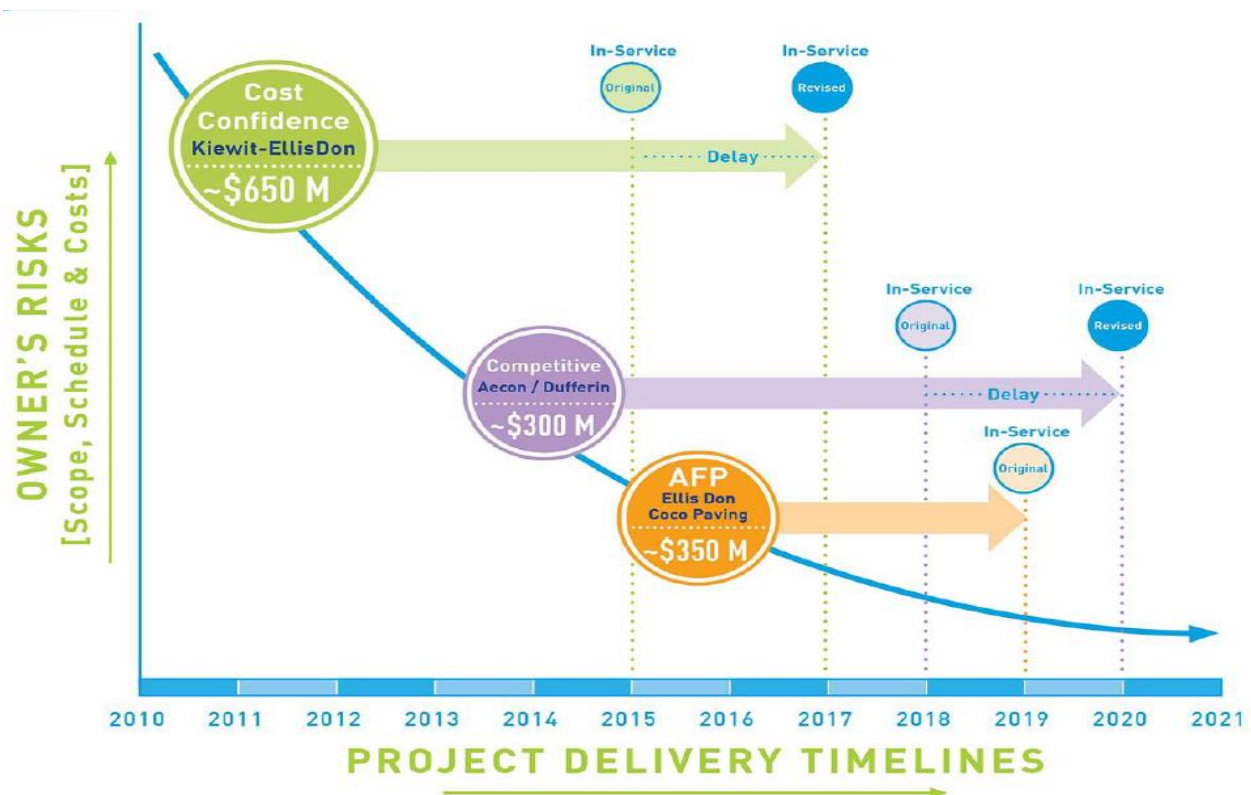 In-Service
Original
In-Service
Revised
Cost
Confidence
Kiewit-EllisDon
~$650 M
Delay
OWNER'S RISKS
[Scope, Schedule & Costs]
In-Service
Original
In-Service
Revised
Competitive
Aecon / Dufferin
~$300 M
Delay
In-Service
Original
AFP
Ellis Don
Coco Paving
~$350 M
2010 2011 2012 2013 2014 2015 2016 2017 2018 2019 2020 2021
PROJECT DELIVERY TIMELINES